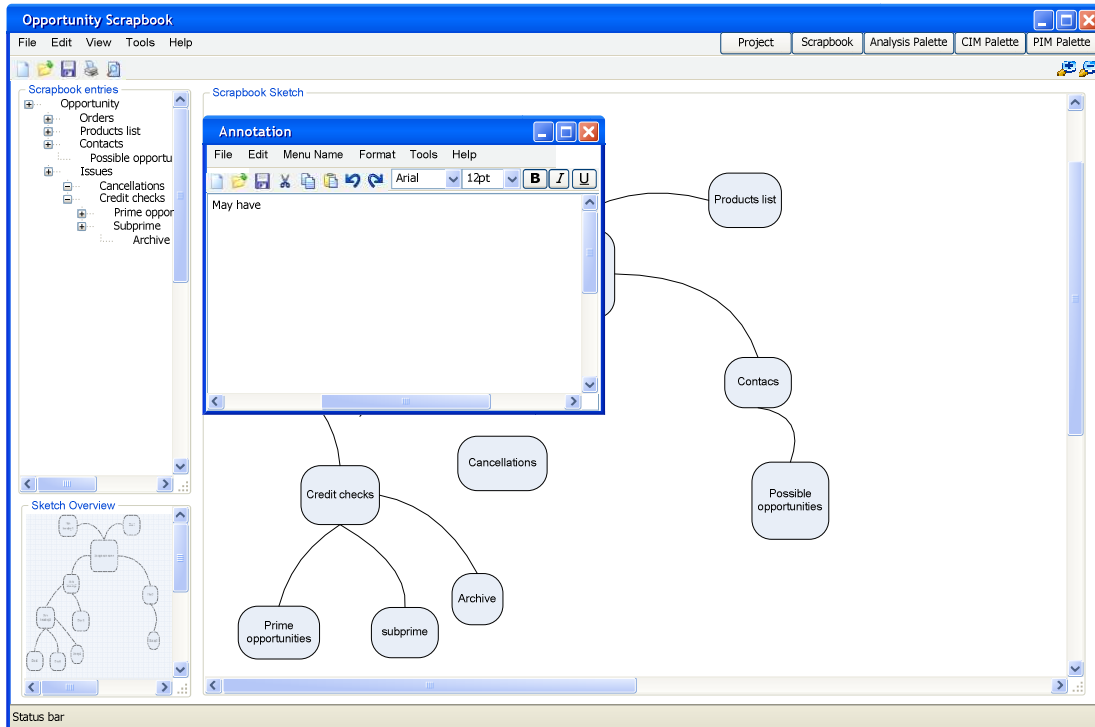 Opportunity Scrapbook
File Edit View Tools Help
Project Scrapbook Analysis Palette CIM Palette PIM Palette
Scrapbook entries
Opportunity
Orders
Products list
Contacts
Possible opportu
Issues
Cancellations
Credit checks
Prime oppor
Subprime
Archive
Sketch Overview
Scrapbook Sketch
Annotation
File Edit Menu Name Format Tools Help
Arial 12pt B I U
May have
Products list
Contacs
Cancellations
Credit checks
Possible
opportunities
Archive
Prime
opportunities
subprime
Status bar